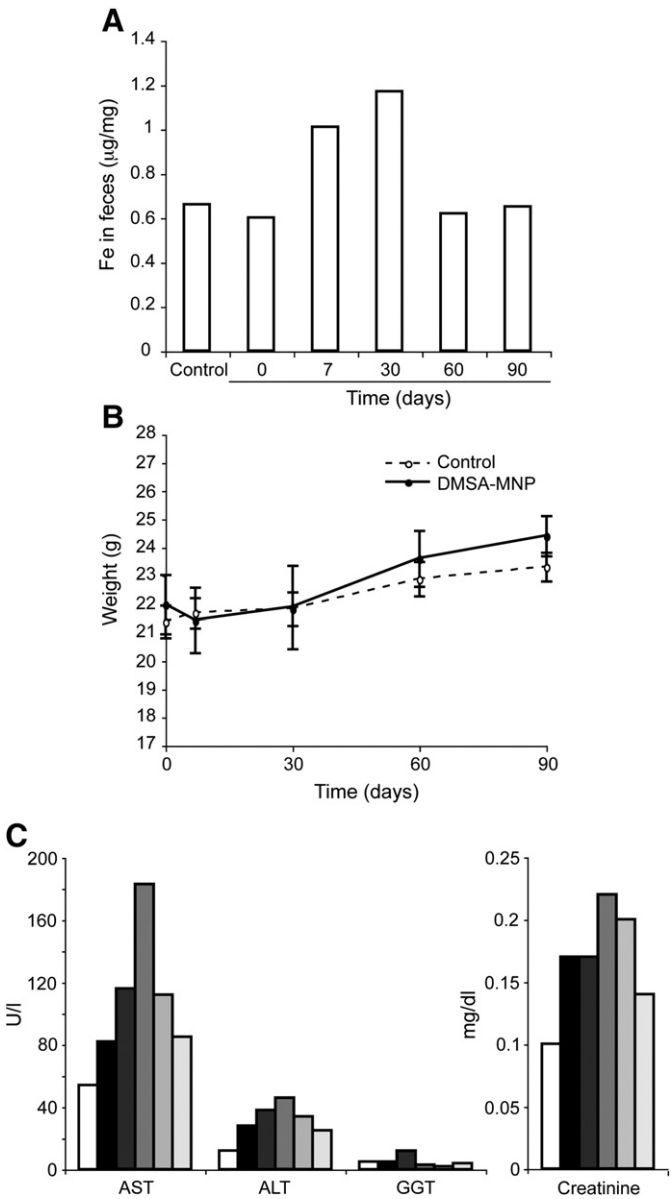 A
1.4
1.2
1
0.8
0.6
0.4
0.2
0
Fe in feces (µg/mg)
Control 0 7 30 60 90
Time (days)
B
28
27
26
25
24
23
22
21
20
19
18
17
Weight (g)
Control
DMSA-MNP
0 30 60 90
Time (days)
C
200
160
120
80
40
0
U/l
AST ALT GGT
0.25
0.2
0.15
0.1
0.05
0
mg/dl
Creatinine